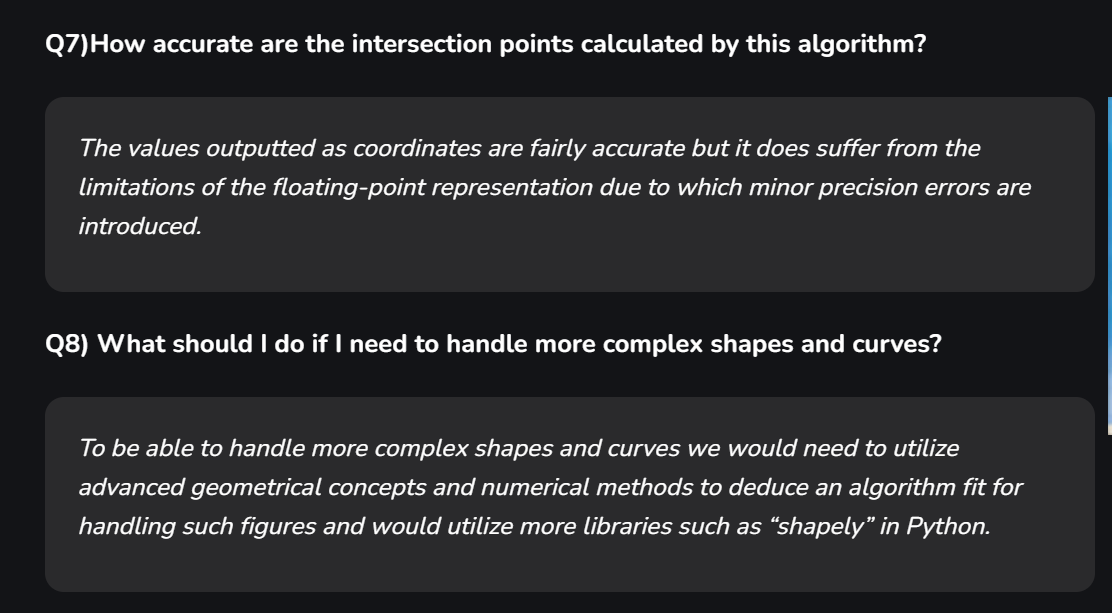 Q7)How accurate are the intersection points calculated by this algorithm?
The values outputted as coordinates are fairly accurate but it does suffer from the
limitations of the floating-point representation due to which minor precision errors are
introduced.
Q8) What should I do if I need to handle more complex shapes and curves?
To be able to handle more complex shapes and curves we would need to utilize
advanced geometrical concepts and numerical methods to deduce an algorithm fit for
handling such figures and would utilize more libraries such as “shapely” in Python.